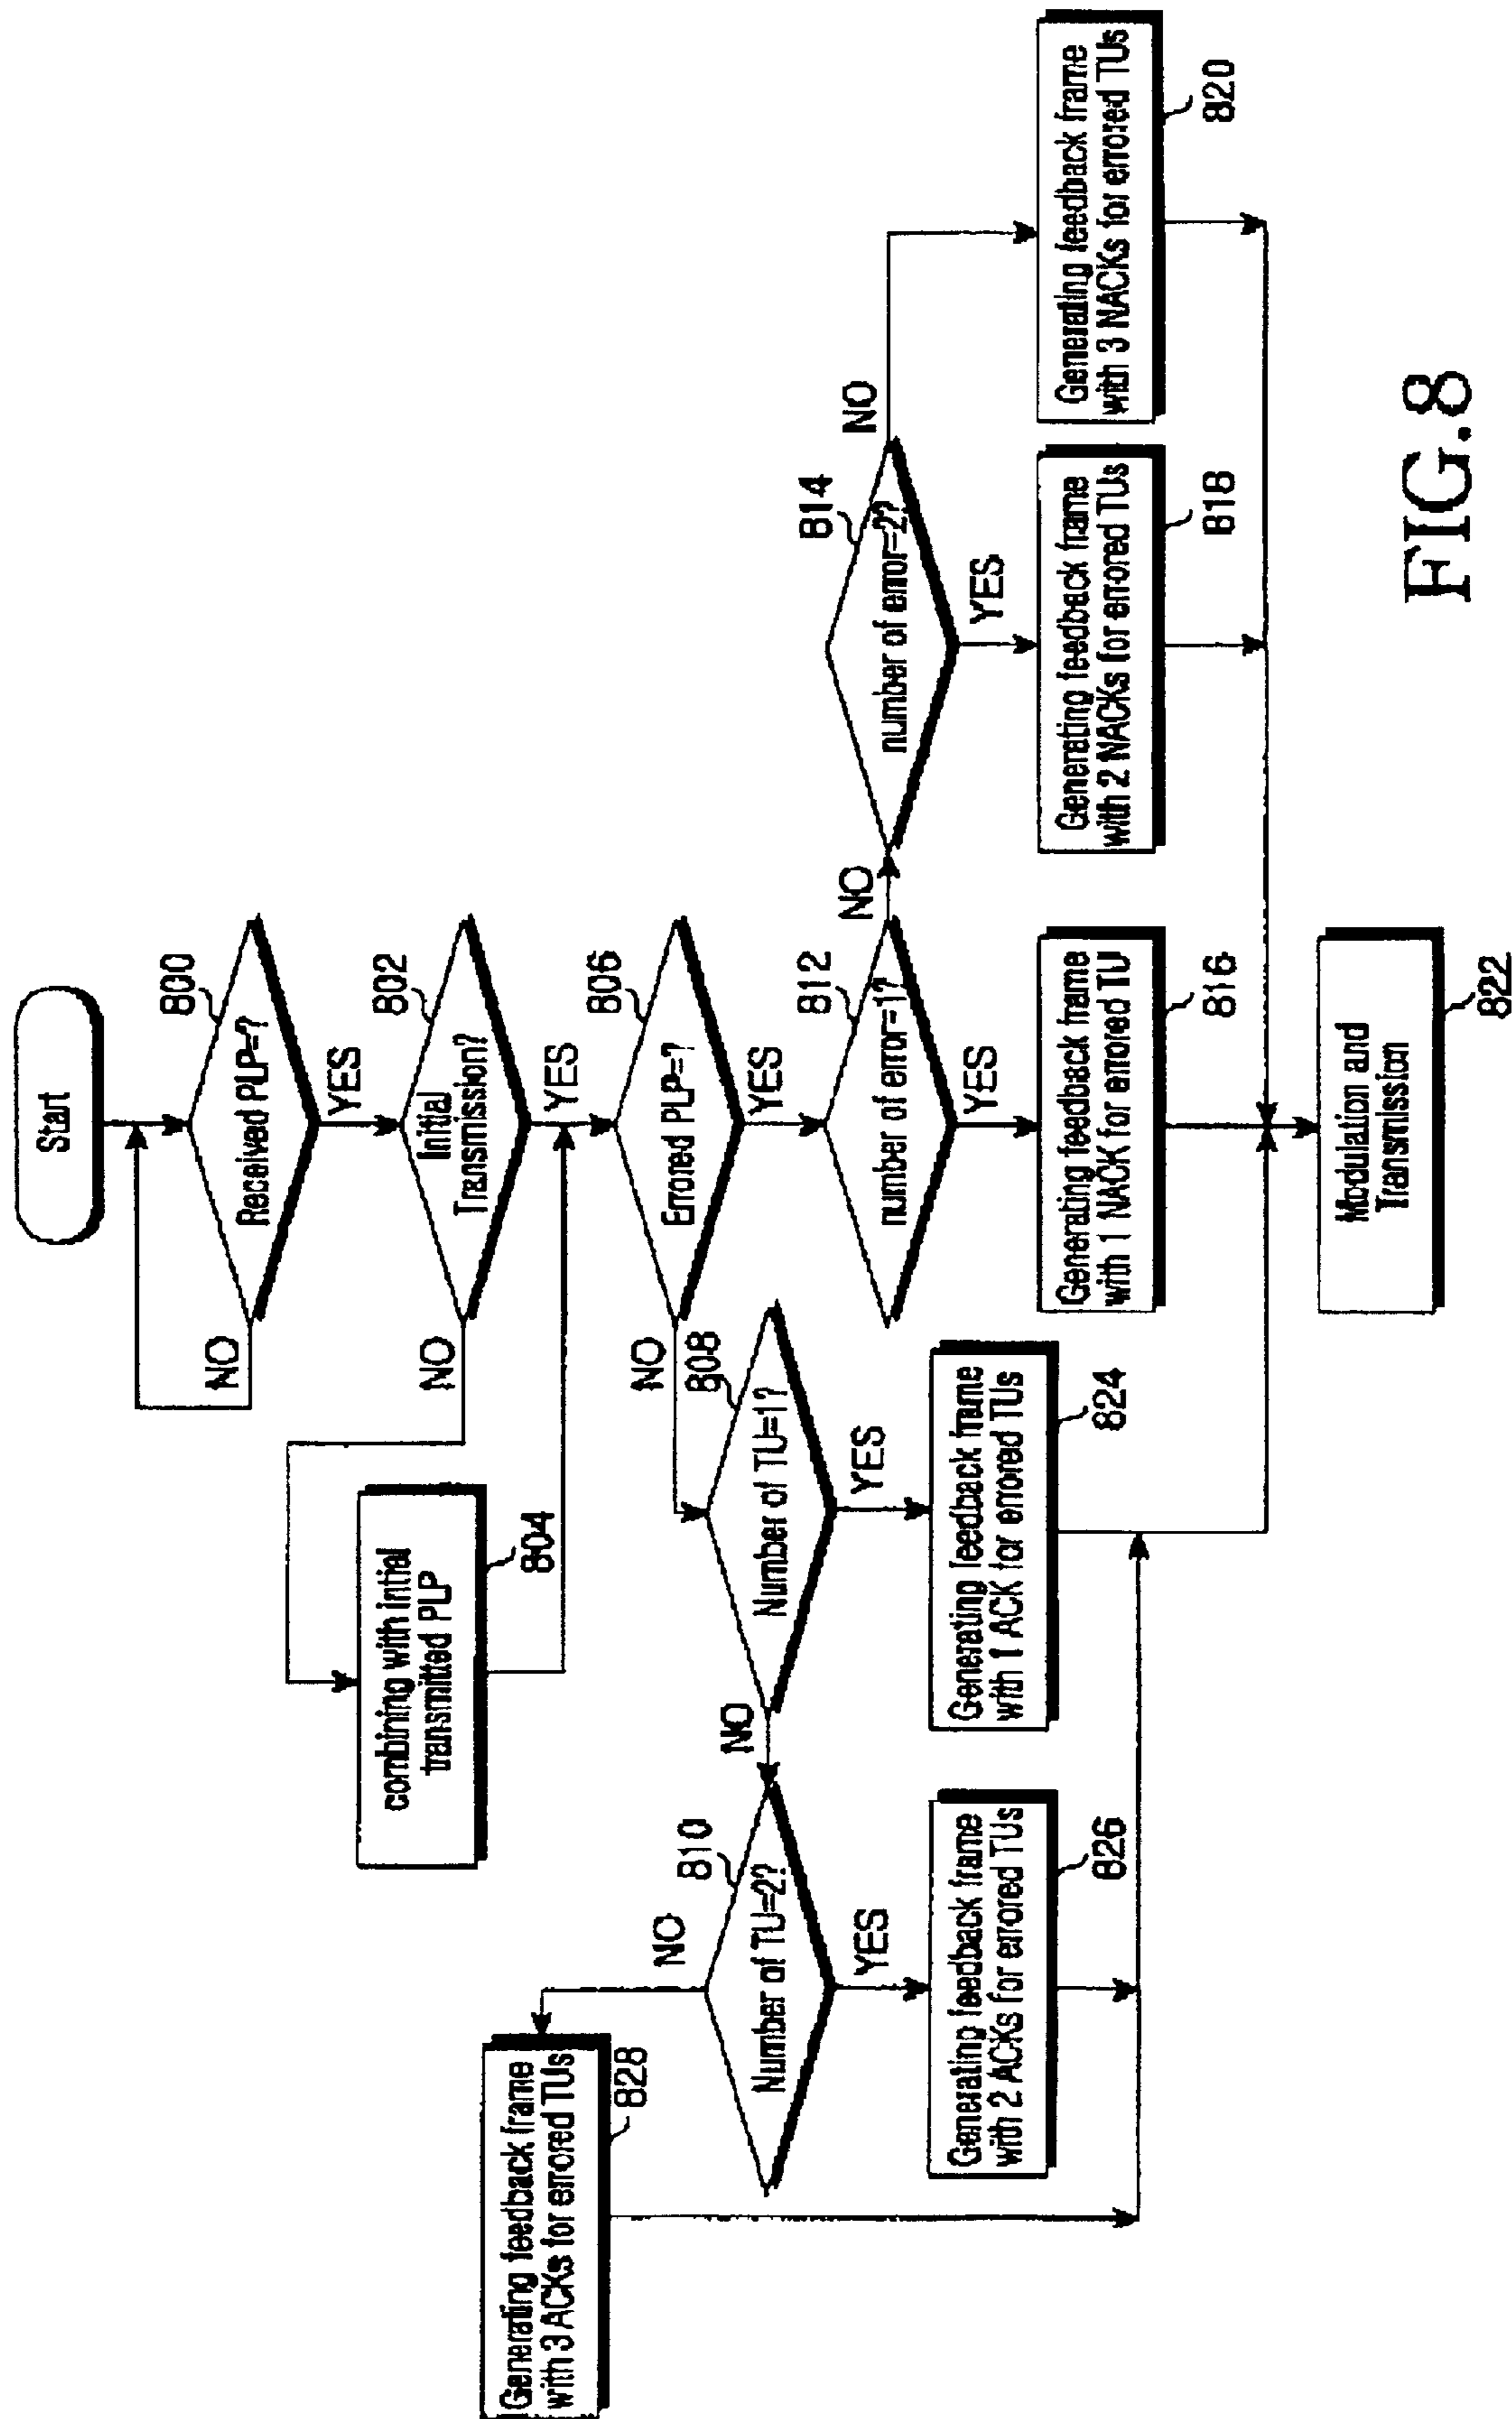 Start
800
Received PLP=?
NO
YES
802
Initial
Transmission?
NO
YES
combining with intial
transmitted PLP
804
806
Errored PLP=?
NO
YES
808
Number of TU=1?
NO
YES
810
Number of TU=2?
NO
YES
812
number of error=1?
NO
YES
814
number of error=2?
NO
YES
Generating feedback frame
with 3 ACKs for errored TUs
828
Generating feedback frame
with 2 ACKs for errored TUs
826
Generating feedback frame
with 1 ACK for errored TUs
824
Generating feedback frame
with 1 NACK for errored TU
816
Generating feedback frame
with 2 NACKs for errored TUs
818
Generating feedback frame
with 3 NACKs for errored TUs
820
Modulation and
Transmission
822
FIG.8